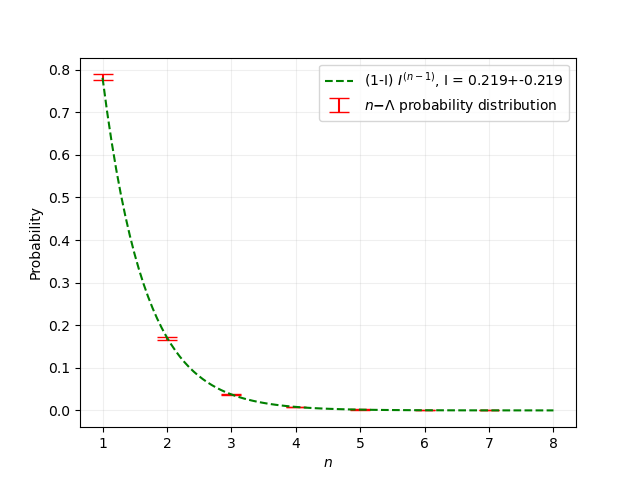 (1-I) I^(n−1), I = 0.219+-0.219
n−Λ probability distribution
Probability
0.8
0.7
0.6
0.5
0.4
0.3
0.2
0.1
0.0
1 2 3 4 5 6 7 8
n